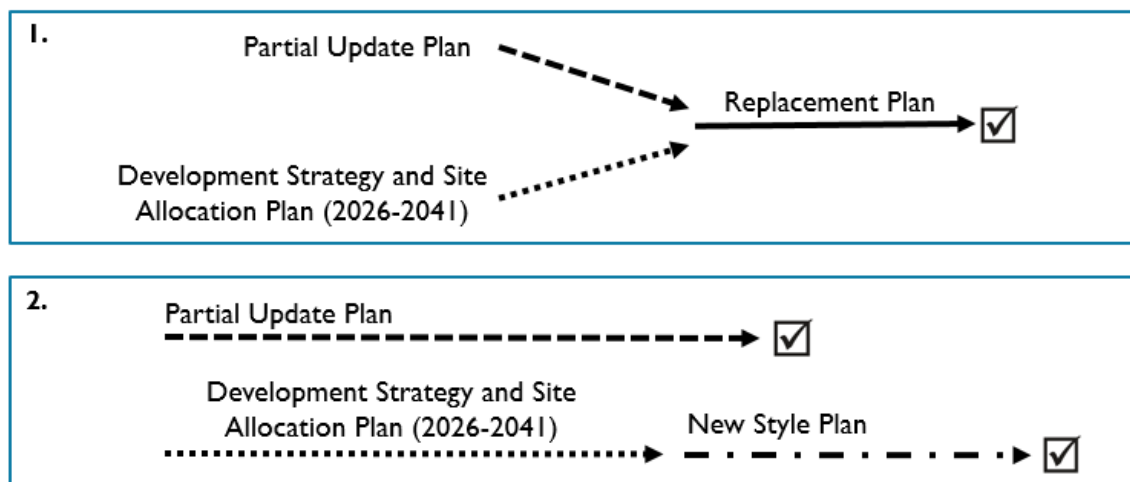 1.
Partial Update Plan
Replacement Plan
Development Strategy and Site
Allocation Plan (2026-2041)
2.
Partial Update Plan
Development Strategy and Site
Allocation Plan (2026-2041)
New Style Plan